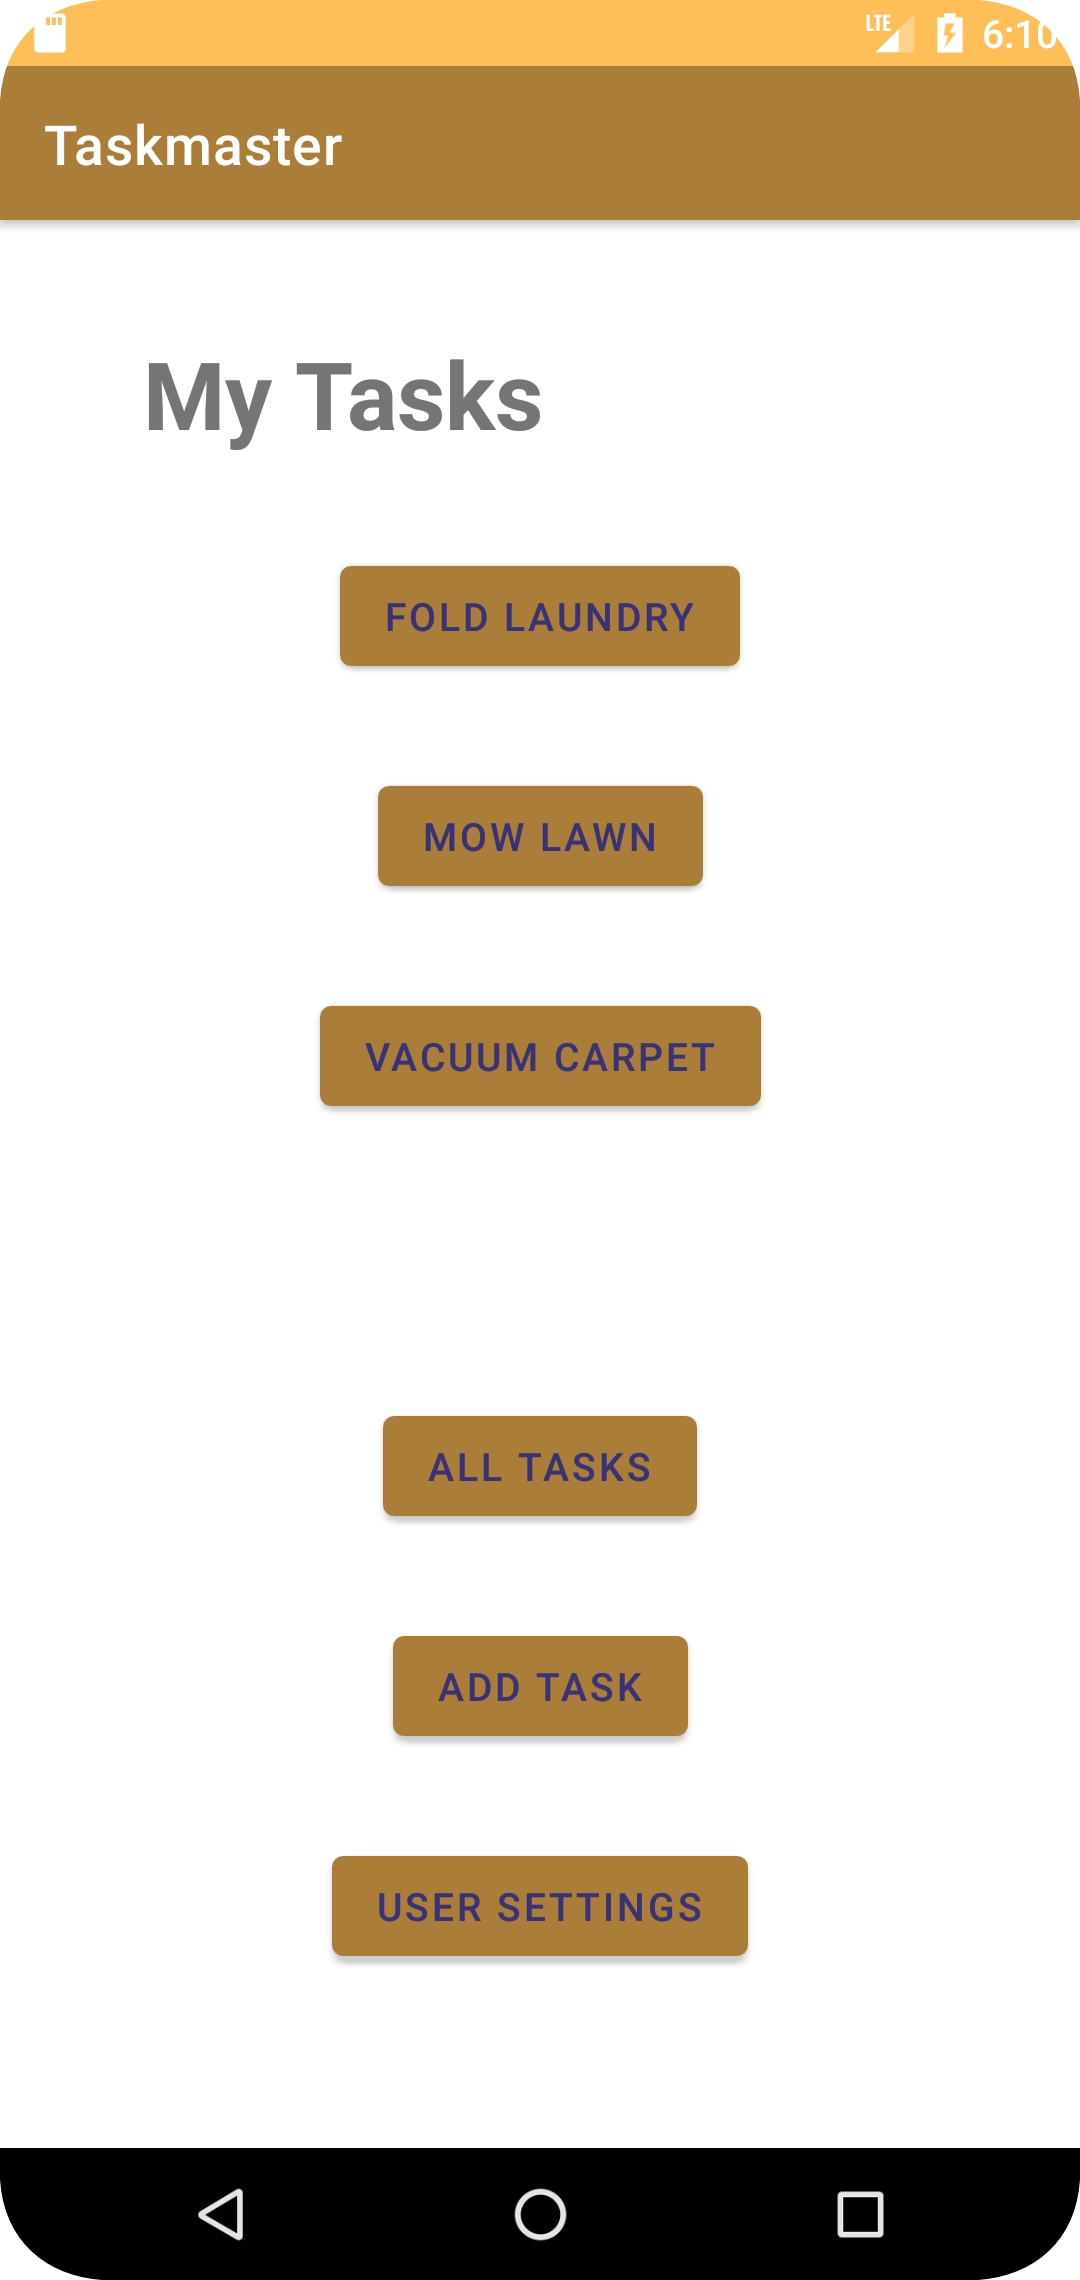 LTE 6:10
Taskmaster
My Tasks
FOLD LAUNDRY
MOW LAWN
VACUUM CARPET
ALL TASKS
ADD TASK
USER SETTINGS